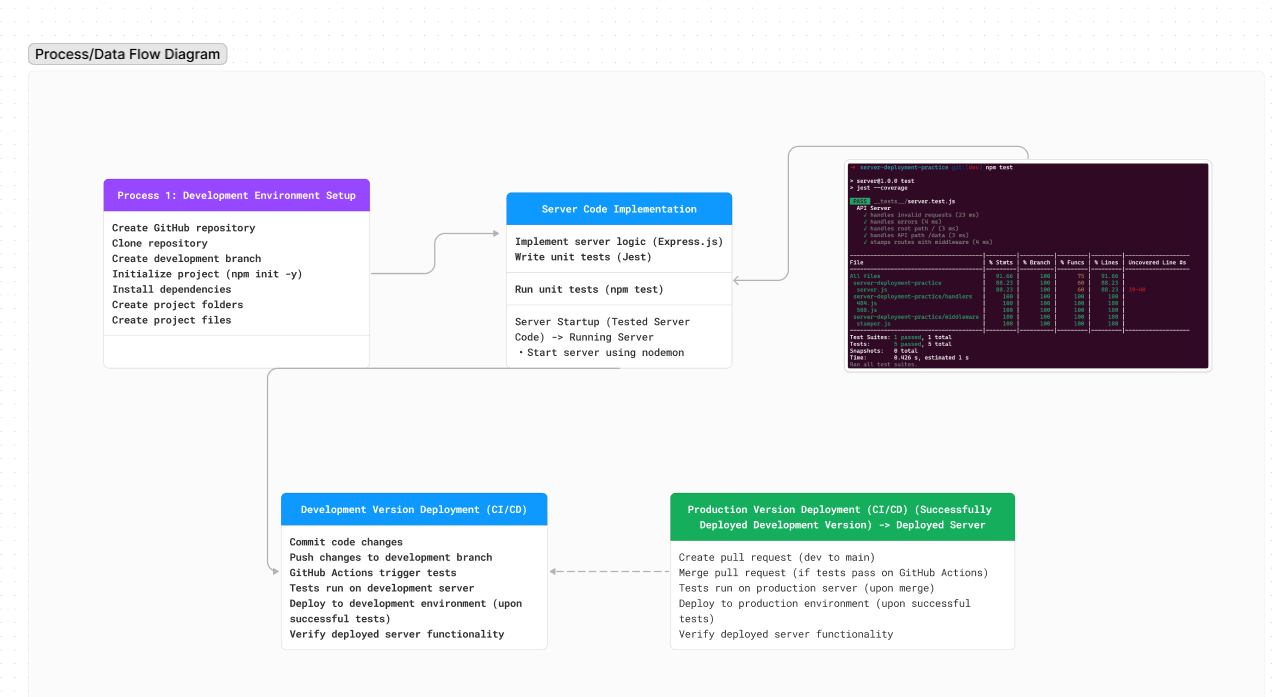 Process/Data Flow Diagram
Process 1: Development Environment Setup
Create GitHub repository
Clone repository
Create development branch
Initialize project (npm init -y)
Install dependencies
Create project folders
Create project files
Server Code Implementation
Implement server logic (Express.js)
Write unit tests (Jest)
Run unit tests (npm test)
Server Startup (Tested Server
Code) -> Running Server
• Start server using nodemon
→ server-deployment-practice git:(dev) npm test
> server@1.0.0 test
> jest --coverage
PASS __tests__/server.test.js
API Server
√ handles invalid requests (23 ms)
√ handles errors (4 ms)
√ handles root path / (3 ms)
√ handles API path /data (3 ms)
√ stamps routes with middleware (4 ms)
File | % Stmts | % Branch | % Funcs | % Lines | Uncovered Line #s
All files | 91.66 | 100 | 75 | 91.66 |
server-deployment-practice | 88.23 | 100 | 60 | 88.23 |
server.js | 88.23 | 100 | 60 | 88.23 |
server-deployment-practice/handlers | 100 | 100 | 100 | 100 |
404.js | 100 | 100 | 100 | 100 |
500.js | 100 | 100 | 100 | 100 |
server-deployment-practice/middleware | 100 | 100 | 100 | 100 |
stamper.js | 100 | 100 | 100 | 100 |
Test Suites: 1 passed, 1 total
Tests: 5 passed, 5 total
Snapshots: 0 total
Time: 0.426 s, estimated 1 s
Ran all test suites.
Development Version Deployment (CI/CD)
Commit code changes
Push changes to development branch
GitHub Actions trigger tests
Tests run on development server
Deploy to development environment (upon
successful tests)
Verify deployed server functionality
Production Version Deployment (CI/CD) (Successfully
Deployed Development Version) -> Deployed Server
Create pull request (dev to main)
Merge pull request (if tests pass on GitHub Actions)
Tests run on production server (upon merge)
Deploy to production environment (upon successful
tests)
Verify deployed server functionality